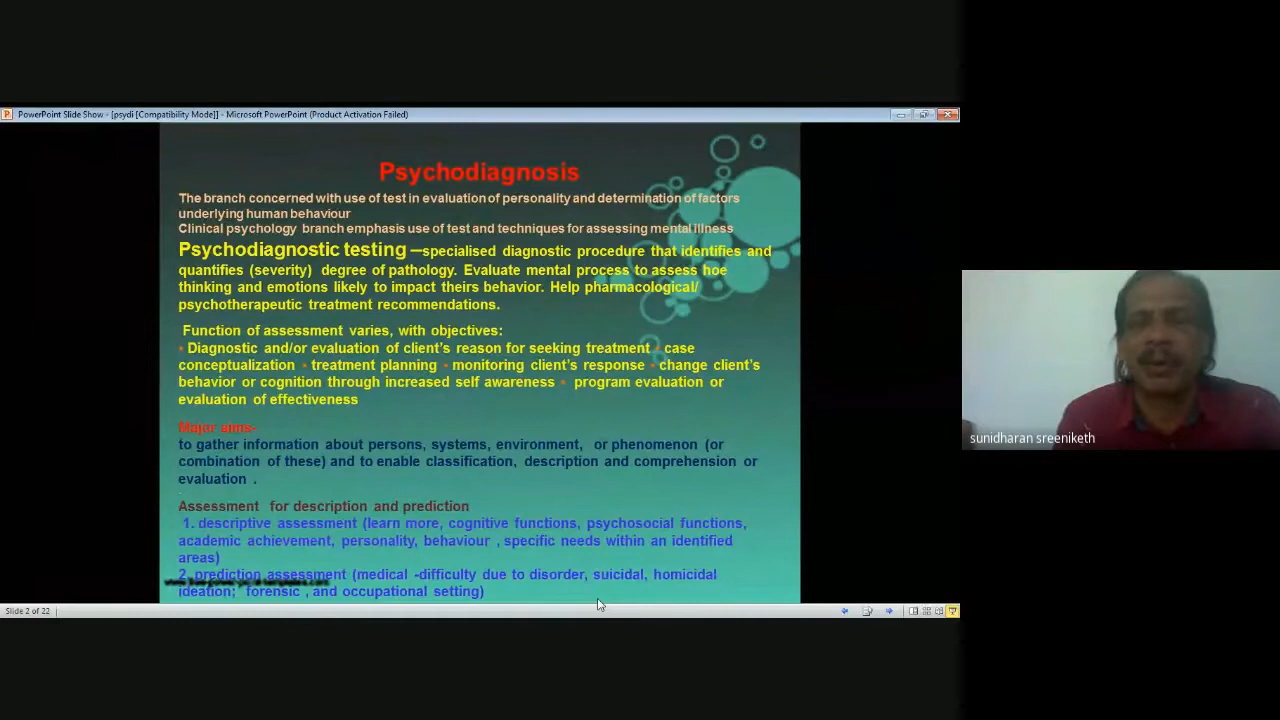 PowerPoint Slide Show - [psydi [Compatibility Mode]] - Microsoft PowerPoint (Product Activation Failed)
Psychodiagnosis
The branch concerned with use of test in evaluation of personality and determination of factors
underlying human behaviour
Clinical psychology branch emphasis use of test and techniques for assessing mental illness
Psychodiagnostic testing –specialised diagnostic procedure that identifies and
quantifies (severity) degree of pathology. Evaluate mental process to assess hoe
thinking and emotions likely to impact theirs behavior. Help pharmacological/
psychotherapeutic treatment recommendations.
Function of assessment varies, with objectives:
• Diagnostic and/or evaluation of client's reason for seeking treatment • case
conceptualization • treatment planning • monitoring client's response • change client's
behavior or cognition through increased self awareness • program evaluation or
evaluation of effectiveness
Major aims-
to gather information about persons, systems, environment, or phenomenon (or
combination of these) and to enable classification, description and comprehension or
evaluation .
Assessment for description and prediction
1. descriptive assessment (learn more, cognitive functions, psychosocial functions,
academic achievement, personality, behaviour , specific needs within an identified
areas)
2. prediction assessment (medical -difficulty due to disorder, suicidal, homicidal
ideation; forensic , and occupational setting)
Slide 2 of 22
sunidharan sreeniketh